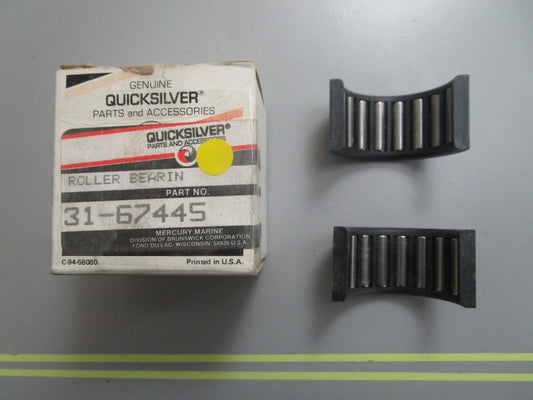 GENUINE
QUICKSILVER®
PARTS and ACCESSORIES
QUICKSILVER®
PARTS AND ACCESSORIES
ROLLER BEARIN
PART NO.
31-67445
MERCURY MARINE
DIVISION OF BRUNSWICK CORPORATION
FOND DU LAC, WISCONSIN 54935 U.S.A.
C-94-68080 Printed in U.S.A.